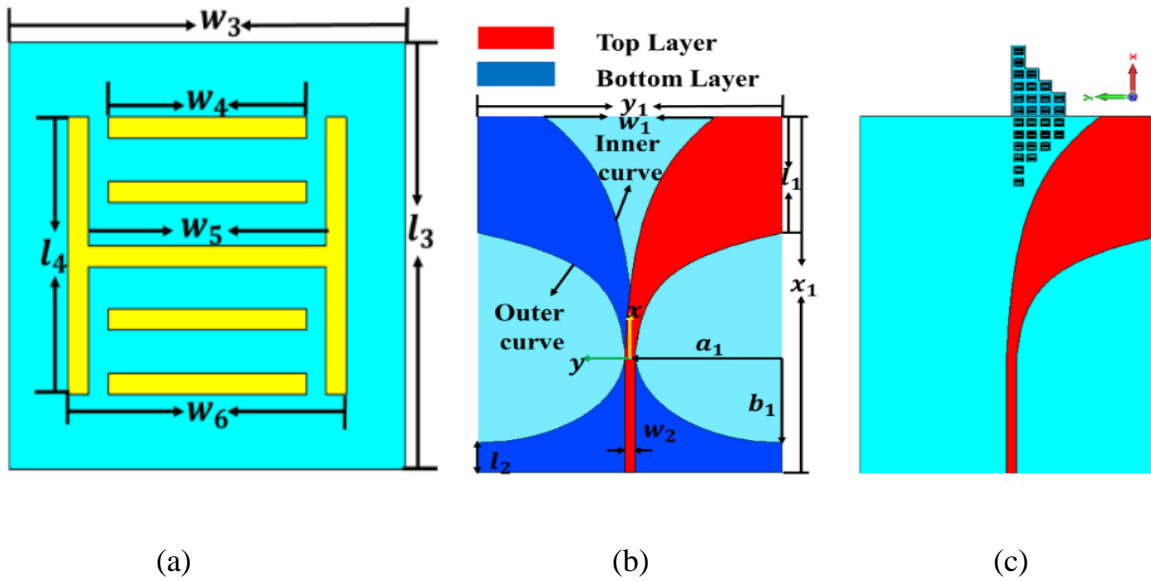 w₃
w₄
w₅
l₄
l₃
w₆
(a)
Top Layer
Bottom Layer
y₁
w₁
Inner
curve
l₁
x₁
Outer
curve
x
y
a₁
b₁
w₂
l₂
(b)
x
y
(c)